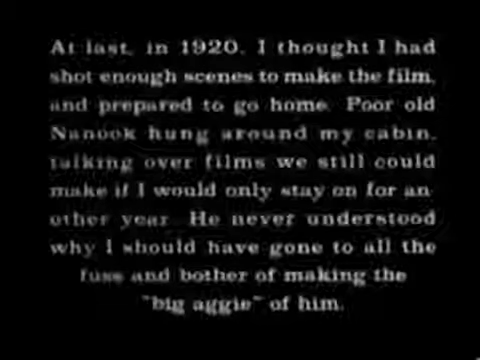 At last, in 1920, I thought I had
shot enough scenes to make the film,
and prepared to go home. Poor old
Nanook hung around my cabin,
talking over films we still could
make if I would only stay on for an-
other year. He never understood
why I should have gone to all the
fuss and bother of making the
"big aggie" of him.